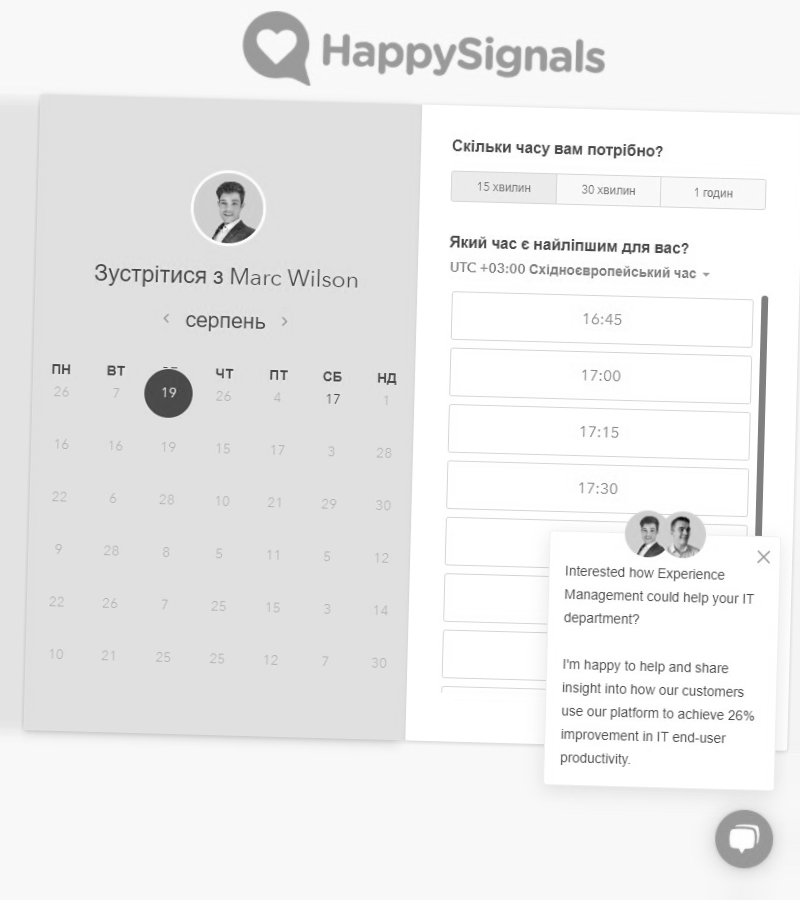 HappySignals
Зустрітися з Marc Wilson
серпень
ПН ВТ ЧТ ПТ СБ НД
26 7 19 26 4 17 1
16 16 19 15 17 3 28
22 6 28 10 21 29 30
9 28 8 5 11 5 12
22 26 7 25 15 3 14
10 21 25 25 12 7 30
Скільки часу вам потрібно?
15 хвилин 30 хвилин 1 годин
Який час є найліпшим для вас?
UTC +03:00 Східноєвропейський час
16:45
17:00
17:15
17:30
Interested how Experience
Management could help your IT
department?
I'm happy to help and share
insight into how our customers
use our platform to achieve 26%
improvement in IT end-user
productivity.